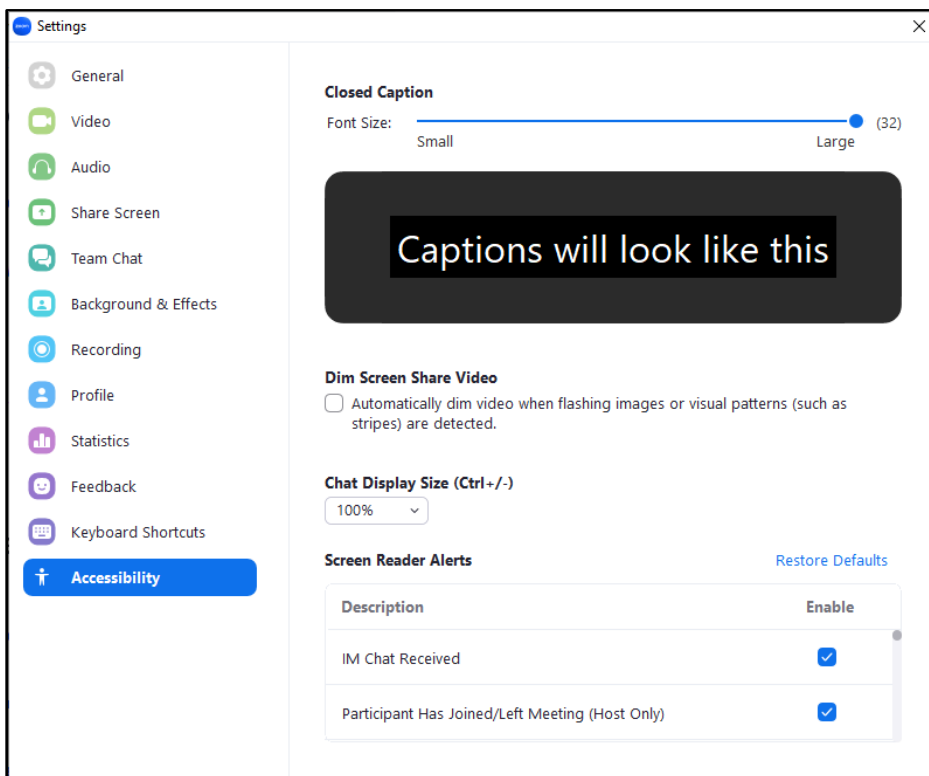 Settings
General
Video
Audio
Share Screen
Team Chat
Background & Effects
Recording
Profile
Statistics
Feedback
Keyboard Shortcuts
Accessibility
Closed Caption
Font Size:
(32)
Small
Large
Captions will look like this
Dim Screen Share Video
Automatically dim video when flashing images or visual patterns (such as
stripes) are detected.
Chat Display Size (Ctrl+/-)
100%
Screen Reader Alerts
Restore Defaults
Description
Enable
IM Chat Received
Participant Has Joined/Left Meeting (Host Only)